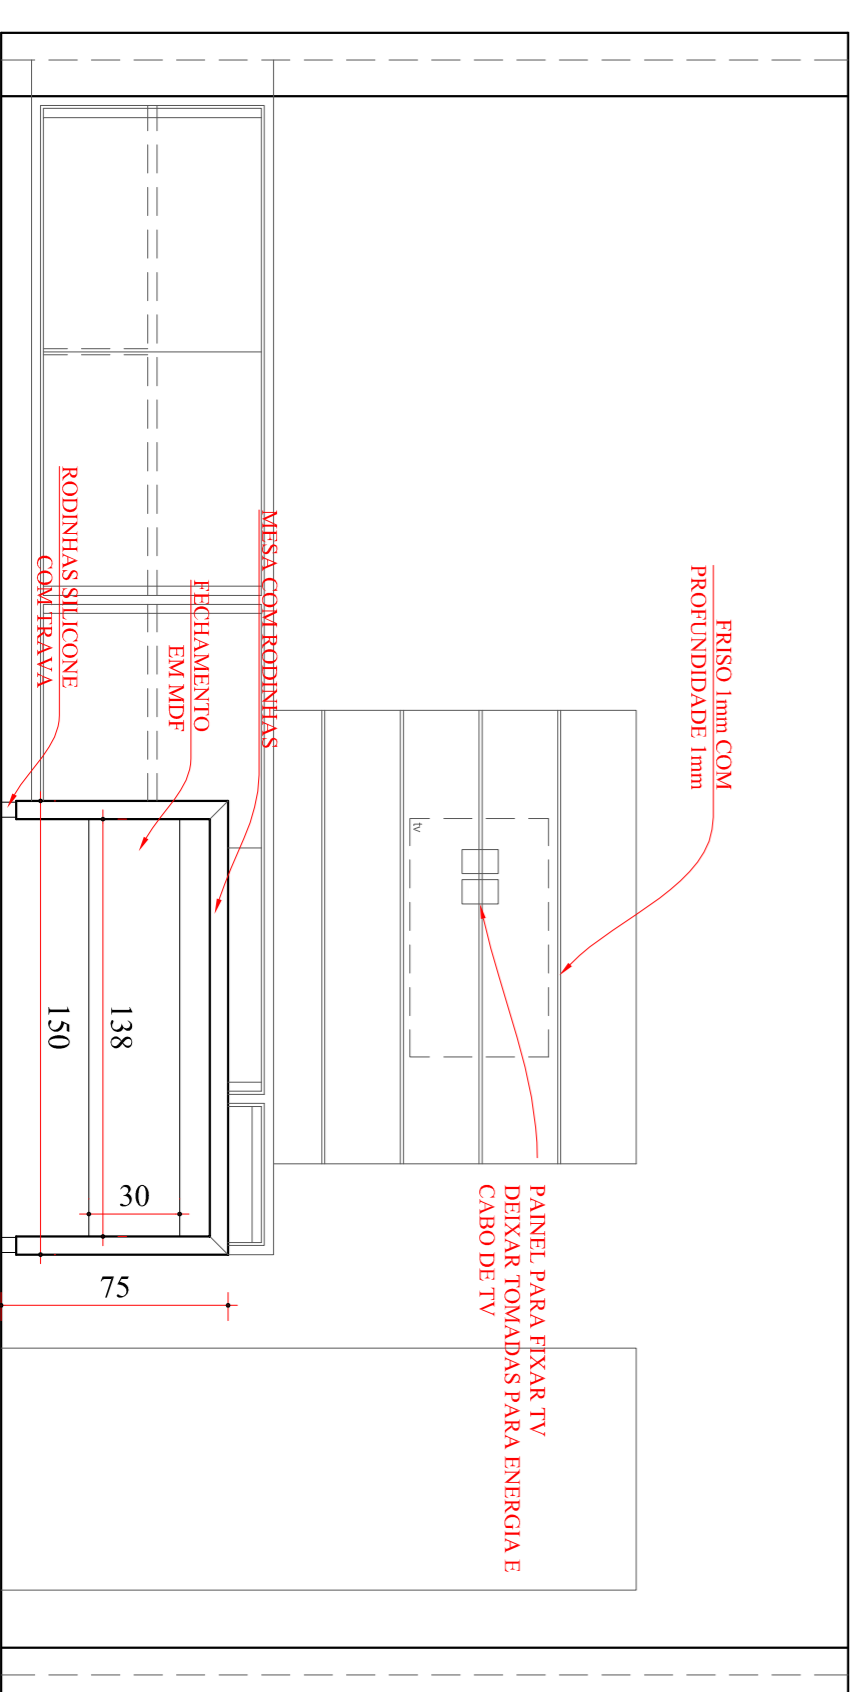 FRISO 1mm COM
PROFUNDIDADE 1mm
tv
PAINEL PARA FIXAR TV
DEIXAR TOMADAS PARA ENERGIA E
CABO DE TV
MESA COM RODINHAS
FECHAMENTO
EM MDF
RODINHAS SILICONE
COM TRAVA
138
150
30
75